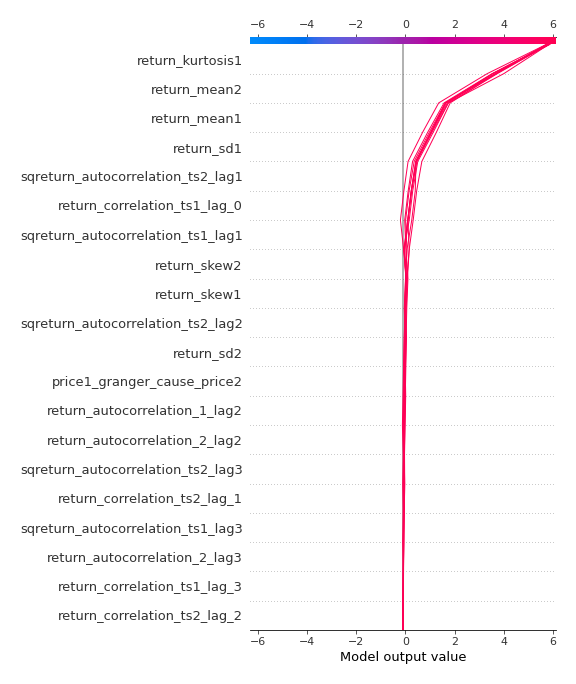 −6 −4 −2 0 2 4 6
return_kurtosis1
return_mean2
return_mean1
return_sd1
sqreturn_autocorrelation_ts2_lag1
return_correlation_ts1_lag_0
sqreturn_autocorrelation_ts1_lag1
return_skew2
return_skew1
sqreturn_autocorrelation_ts2_lag2
return_sd2
price1_granger_cause_price2
return_autocorrelation_1_lag2
return_autocorrelation_2_lag2
sqreturn_autocorrelation_ts2_lag3
return_correlation_ts2_lag_1
sqreturn_autocorrelation_ts1_lag3
return_autocorrelation_2_lag3
return_correlation_ts1_lag_3
return_correlation_ts2_lag_2
−6 −4 −2 0 2 4 6
Model output value